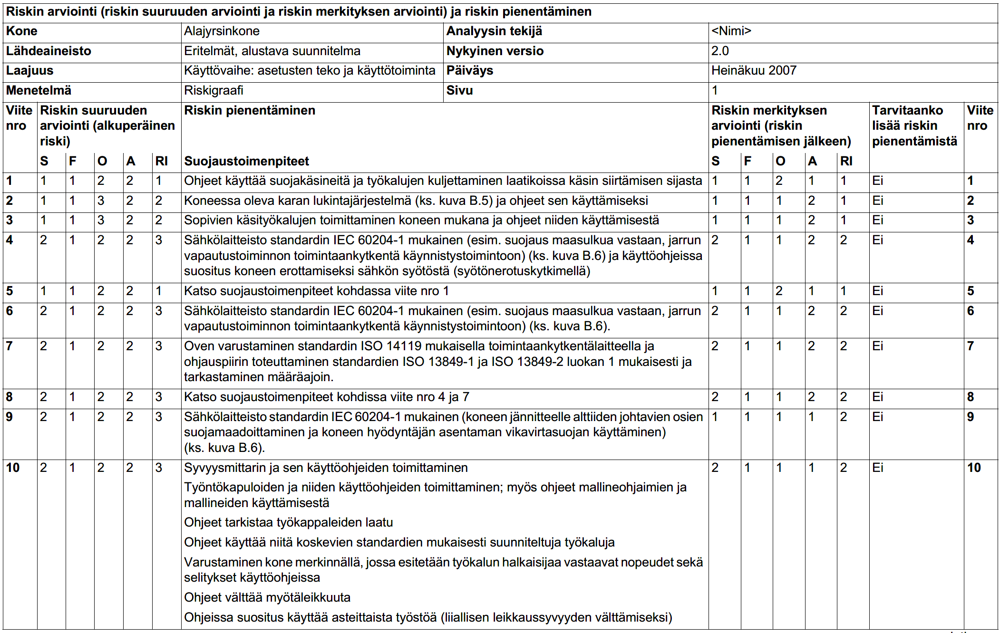 Riskin arviointi (riskin suuruuden arviointi ja riskin merkityksen arviointi) ja riskin pienentäminen
Kone Alajyrsinkone Analyysin tekijä <Nimi>
Lähdeaineisto Eritelmät, alustava suunnitelma Nykyinen versio 2.0
Laajuus Käyttövaihe: asetusten teko ja käyttötoiminta Päiväys Heinäkuu 2007
Menetelmä Riskigraafi Sivu 1
Viite Riskin suuruuden Riskin pienentäminen Riskin merkityksen Tarvitaanko Viite
nro arviointi (alkuperäinen arviointi (riskin lisää riskin nro
riski) pienentämisen jälkeen) pienentämistä
S F O A RI Suojaustoimenpiteet S F O A RI
1 1 1 2 2 1 Ohjeet käyttää suojakäsineitä ja työkalujen kuljettaminen laatikoissa käsin siirtämisen sijasta 1 1 2 1 1 Ei 1
2 1 1 3 2 2 Koneessa oleva karan lukintajärjestelmä (ks. kuva B.5) ja ohjeet sen käyttämiseksi 1 1 1 2 1 Ei 2
3 1 1 3 2 2 Sopivien käsityökalujen toimittaminen koneen mukana ja ohjeet niiden käyttämisestä 1 1 1 2 1 Ei 3
4 2 1 2 2 3 Sähkölaitteisto standardin IEC 60204-1 mukainen (esim. suojaus maasulkua vastaan, jarrun 2 1 1 2 2 Ei 4
vapautustoiminnon toimintaankytkentä käynnistystoimintoon) (ks. kuva B.6) ja käyttöohjeissa
suositus koneen erottamiseksi sähkön syötöstä (syötönerotuskytkimellä)
5 1 1 2 2 1 Katso suojaustoimenpiteet kohdassa viite nro 1 1 1 2 1 1 Ei 5
6 2 1 2 2 3 Sähkölaitteisto standardin IEC 60204-1 mukainen (esim. suojaus maasulkua vastaan, jarrun 2 1 1 2 2 Ei 6
vapautustoiminnon toimintaankytkentä käynnistystoimintoon) (ks. kuva B.6).
7 2 1 2 2 3 Oven varustaminen standardin ISO 14119 mukaisella toimintaankytkentälaitteella ja 2 1 1 2 2 Ei 7
ohjauspiirin toteuttaminen standardien ISO 13849-1 ja ISO 13849-2 luokan 1 mukaisesti ja
tarkastaminen määräajoin.
8 2 1 2 2 3 Katso suojaustoimenpiteet kohdissa viite nro 4 ja 7 2 1 1 2 2 Ei 8
9 2 1 2 2 3 Sähkölaitteisto standardin IEC 60204-1 mukainen (koneen jännitteelle alttiiden johtavien osien 1 1 1 1 2 Ei 9
suojamaadoittaminen ja koneen hyödyntäjän asentaman vikavirtasuojan käyttäminen)
(ks. kuva B.6).
10 2 1 2 2 3 Syvyysmittarin ja sen käyttöohjeiden toimittaminen 2 1 1 1 2 Ei 10
Työntökapuloiden ja niiden käyttöohjeiden toimittaminen; myös ohjeet mallineohjaimien ja
mallineiden käyttämisestä
Ohjeet tarkistaa työkappaleiden laatu
Ohjeet käyttää niitä koskevien standardien mukaisesti suunniteltuja työkaluja
Varustaminen kone merkinnällä, jossa esitetään työkalun halkaisijaa vastaavat nopeudet sekä
selitykset käyttöohjeissa
Ohjeet välttää myötäleikkuuta
Ohjeissa suositus käyttää asteittaista työstöä (liiallisen leikkaussyvyyden välttämiseksi)